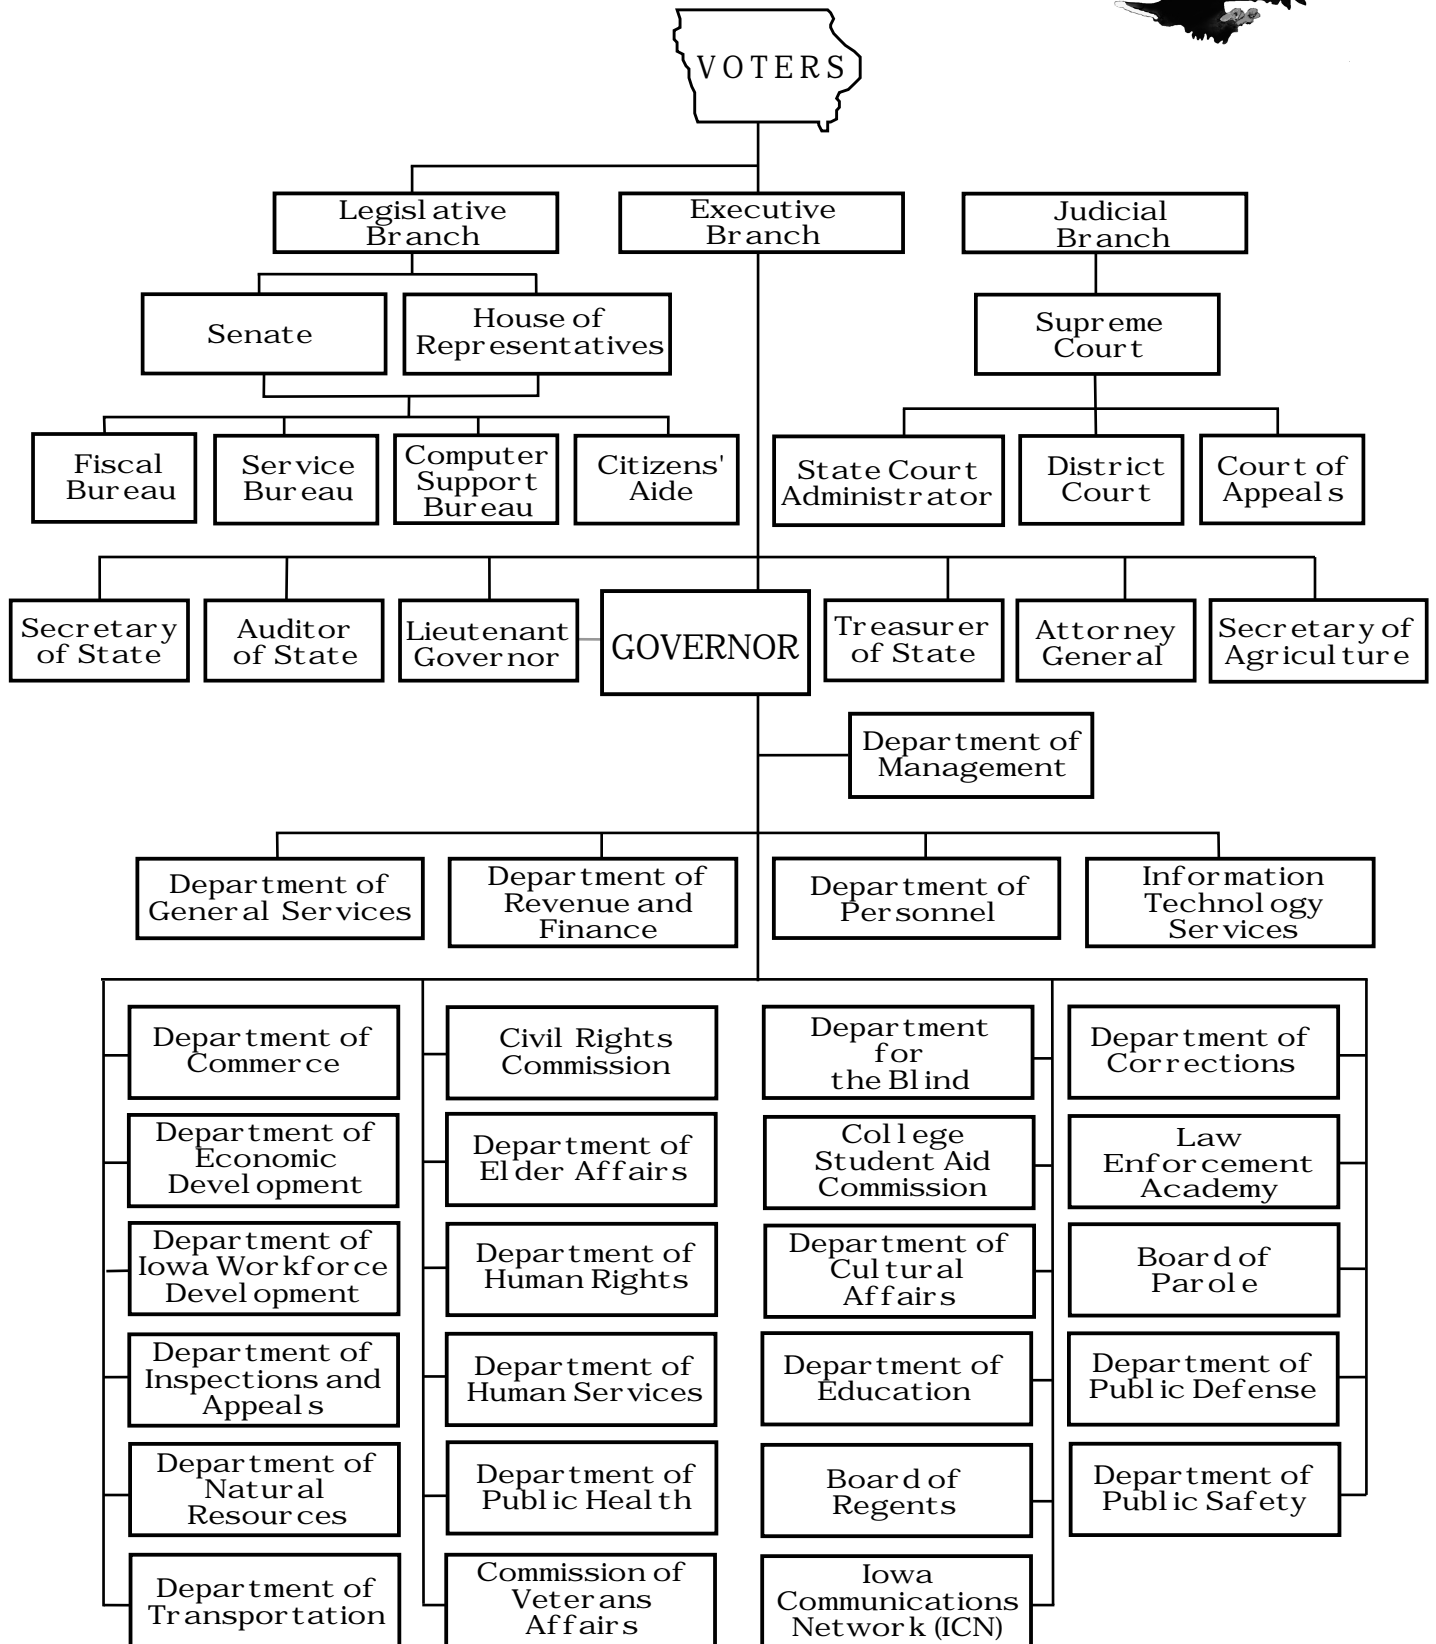 VOTERS
Legislative
Branch
Executive
Branch
Judicial
Branch
Senate
House of
Representatives
Supreme
Court
Fiscal
Bureau
Service
Bureau
Computer
Support
Bureau
Citizens'
Aide
State Court
Administrator
District
Court
Court of
Appeals
Secretary
of State
Auditor
of State
Lieutenant
Governor
GOVERNOR
Treasurer
of State
Attorney
General
Secretary of
Agriculture
Department of
Management
Department of
General Services
Department of
Revenue and
Finance
Department of
Personnel
Information
Technology
Services
Department of
Commerce
Civil Rights
Commission
Department
for
the Blind
Department of
Corrections
Department of
Economic
Development
Department of
Elder Affairs
College
Student Aid
Commission
Law
Enforcement
Academy
Department of
Iowa Workforce
Development
Department of
Human Rights
Department of
Cultural
Affairs
Board of
Parole
Department of
Inspections and
Appeals
Department of
Human Services
Department of
Education
Department of
Public Defense
Department of
Natural
Resources
Department of
Public Health
Board of
Regents
Department of
Public Safety
Department of
Transportation
Commission of
Veterans
Affairs
Iowa
Communications
Network (ICN)